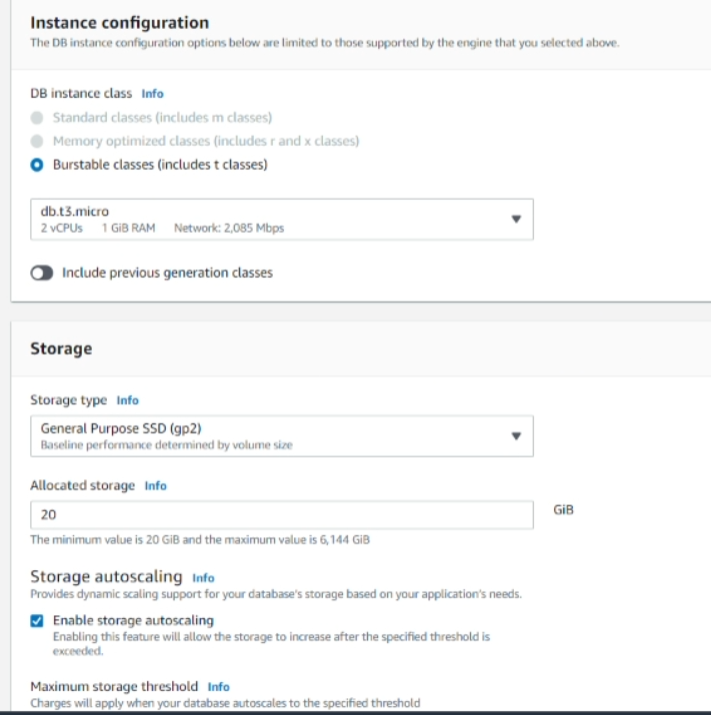 Instance configuration
The DB instance configuration options below are limited to those supported by the engine that you selected above.
DB instance class Info
Standard classes (includes m classes)
Memory optimized classes (includes r and x classes)
Burstable classes (includes t classes)
db.t3.micro
2 vCPUs 1 GiB RAM Network: 2,085 Mbps
Include previous generation classes
Storage
Storage type Info
General Purpose SSD (gp2)
Baseline performance determined by volume size
Allocated storage Info
20
GiB
The minimum value is 20 GiB and the maximum value is 6,144 GiB
Storage autoscaling Info
Provides dynamic scaling support for your database's storage based on your application's needs.
Enable storage autoscaling
Enabling this feature will allow the storage to increase after the specified threshold is
exceeded.
Maximum storage threshold Info
Charges will apply when your database autoscales to the specified threshold